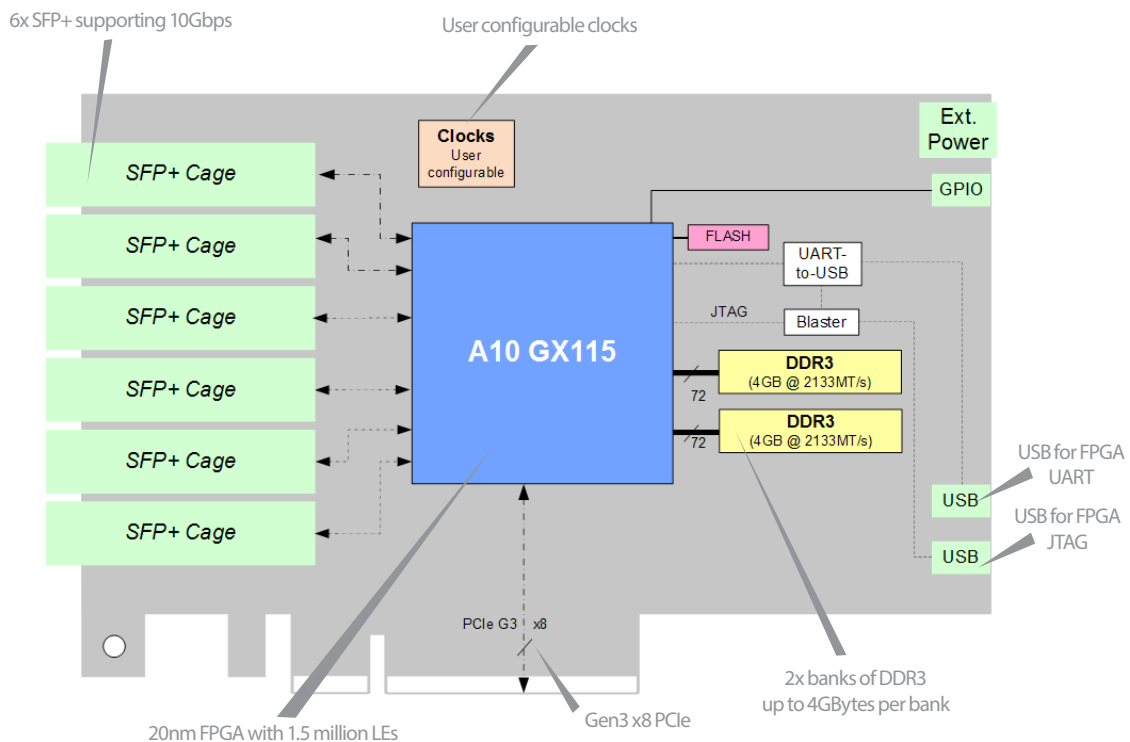 6x SFP+ supporting 10Gbps
User configurable clocks
Clocks
User
configurable
Ext.
Power
SFP+ Cage
SFP+ Cage
SFP+ Cage
SFP+ Cage
SFP+ Cage
SFP+ Cage
GPIO
FLASH
UART-
to-USB
JTAG
Blaster
A10 GX115
DDR3
(4GB @ 2133MT/s)
72
DDR3
(4GB @ 2133MT/s)
72
USB for FPGA
UART
USB
USB for FPGA
JTAG
USB
PCIe G3 x8
2x banks of DDR3
up to 4GBytes per bank
Gen3 x8 PCIe
20nm FPGA with 1.5 million LEs